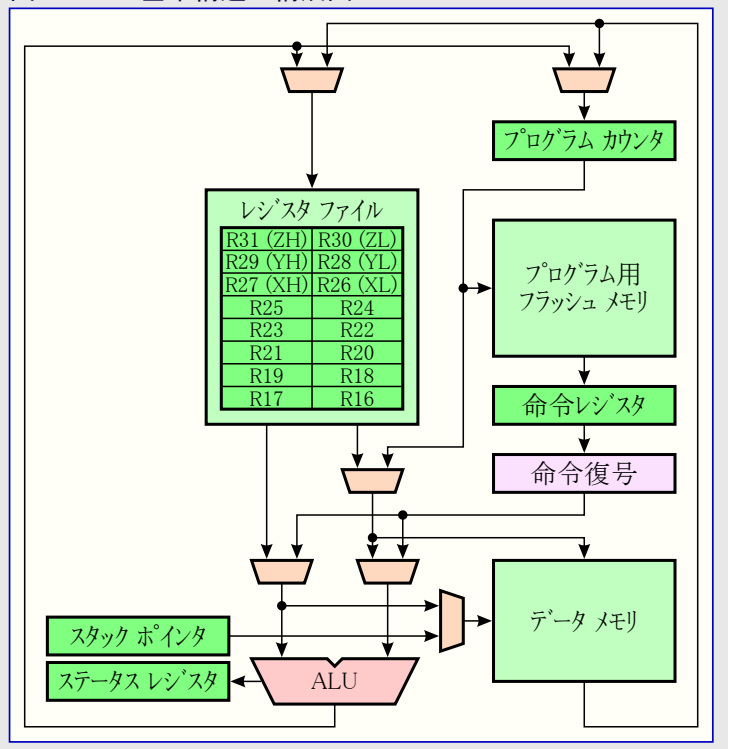 プログラム カウンタ
レジスタ ファイル
R31 (ZH) R30 (ZL)
R29 (YH) R28 (YL)
R27 (XH) R26 (XL)
R25 R24
R23 R22
R21 R20
R19 R18
R17 R16
プログラム用
フラッシュ メモリ
命令レジスタ
命令復号
データ メモリ
スタック ポインタ
ステータス レジスタ
ALU